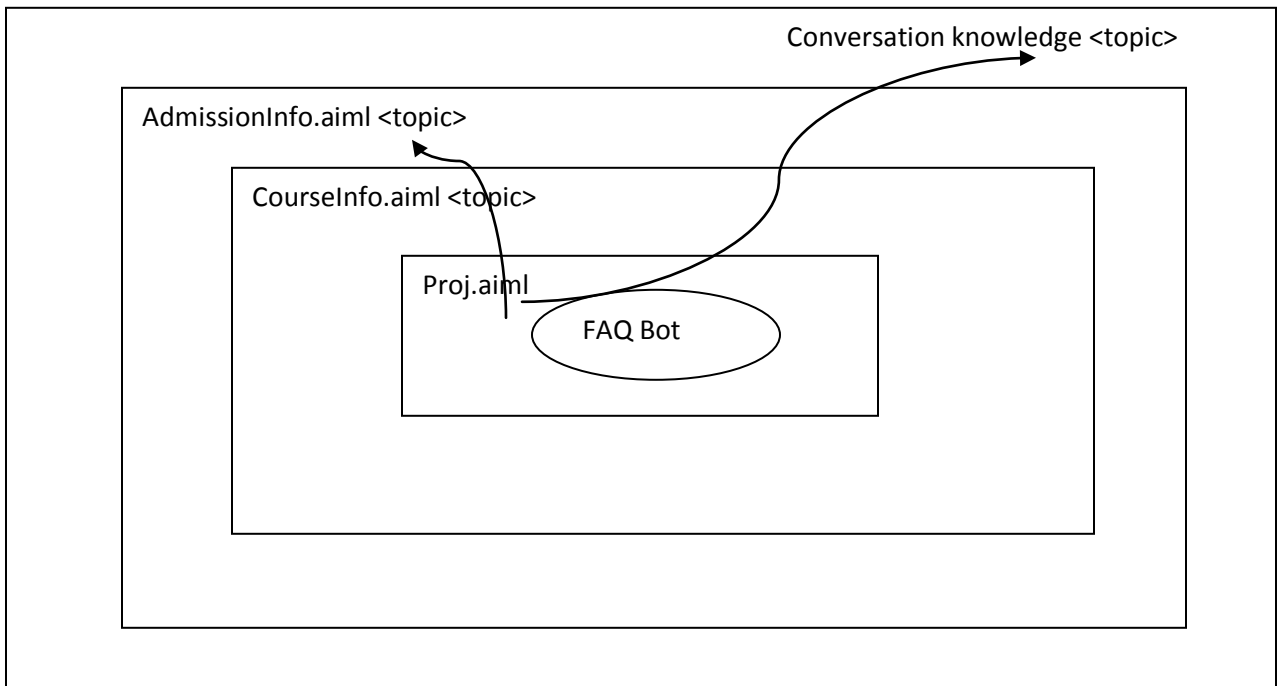 Conversation knowledge <topic>
AdmissionInfo.aiml <topic>
CourseInfo.aiml <topic>
Proj.aiml
FAQ Bot